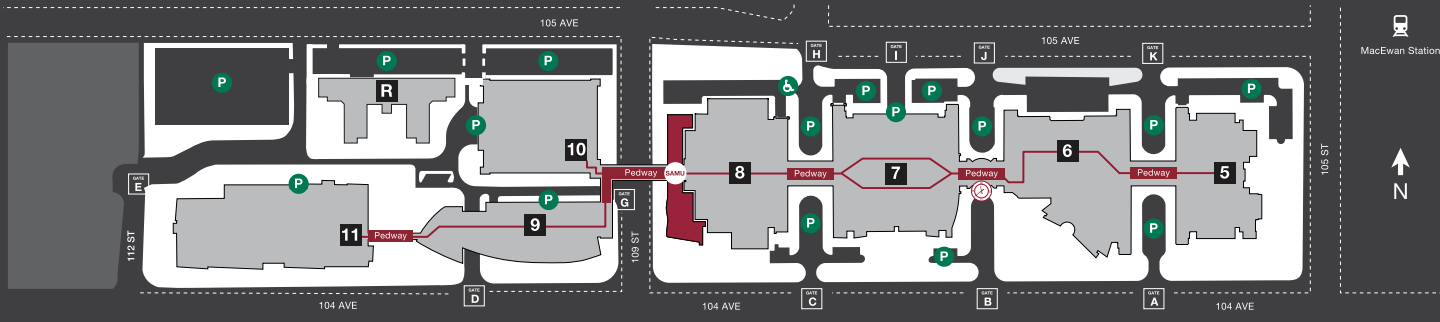 105 AVE
105 AVE
MacEwan Station
GATE
H
GATE
I
GATE
J
GATE
K
P
P
P
P
P
P
R
P
P
P
P
P
10
Pedway
SAMU
8
Pedway
7
Pedway
6
Pedway
5
105 ST
N
GATE
E
P
P
GATE
G
11
Pedway
9
P
P
P
112 ST
109 ST
GATE
D
GATE
C
GATE
B
GATE
A
104 AVE
104 AVE
104 AVE